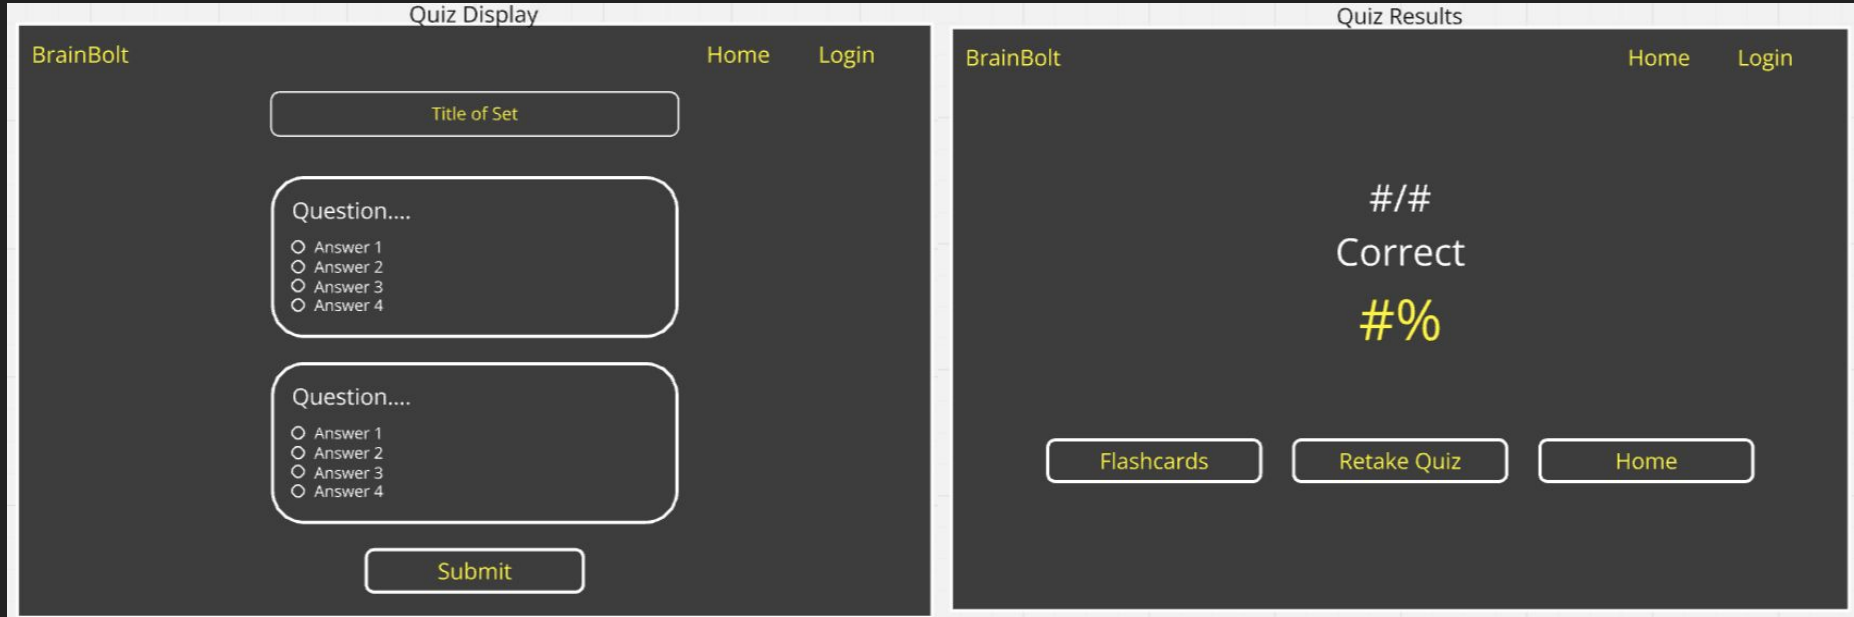 Quiz Display
BrainBolt Home Login
Title of Set
Question....
Answer 1
Answer 2
Answer 3
Answer 4
Question....
Answer 1
Answer 2
Answer 3
Answer 4
Submit
Quiz Results
BrainBolt Home Login
#/#
Correct
#%
Flashcards Retake Quiz Home